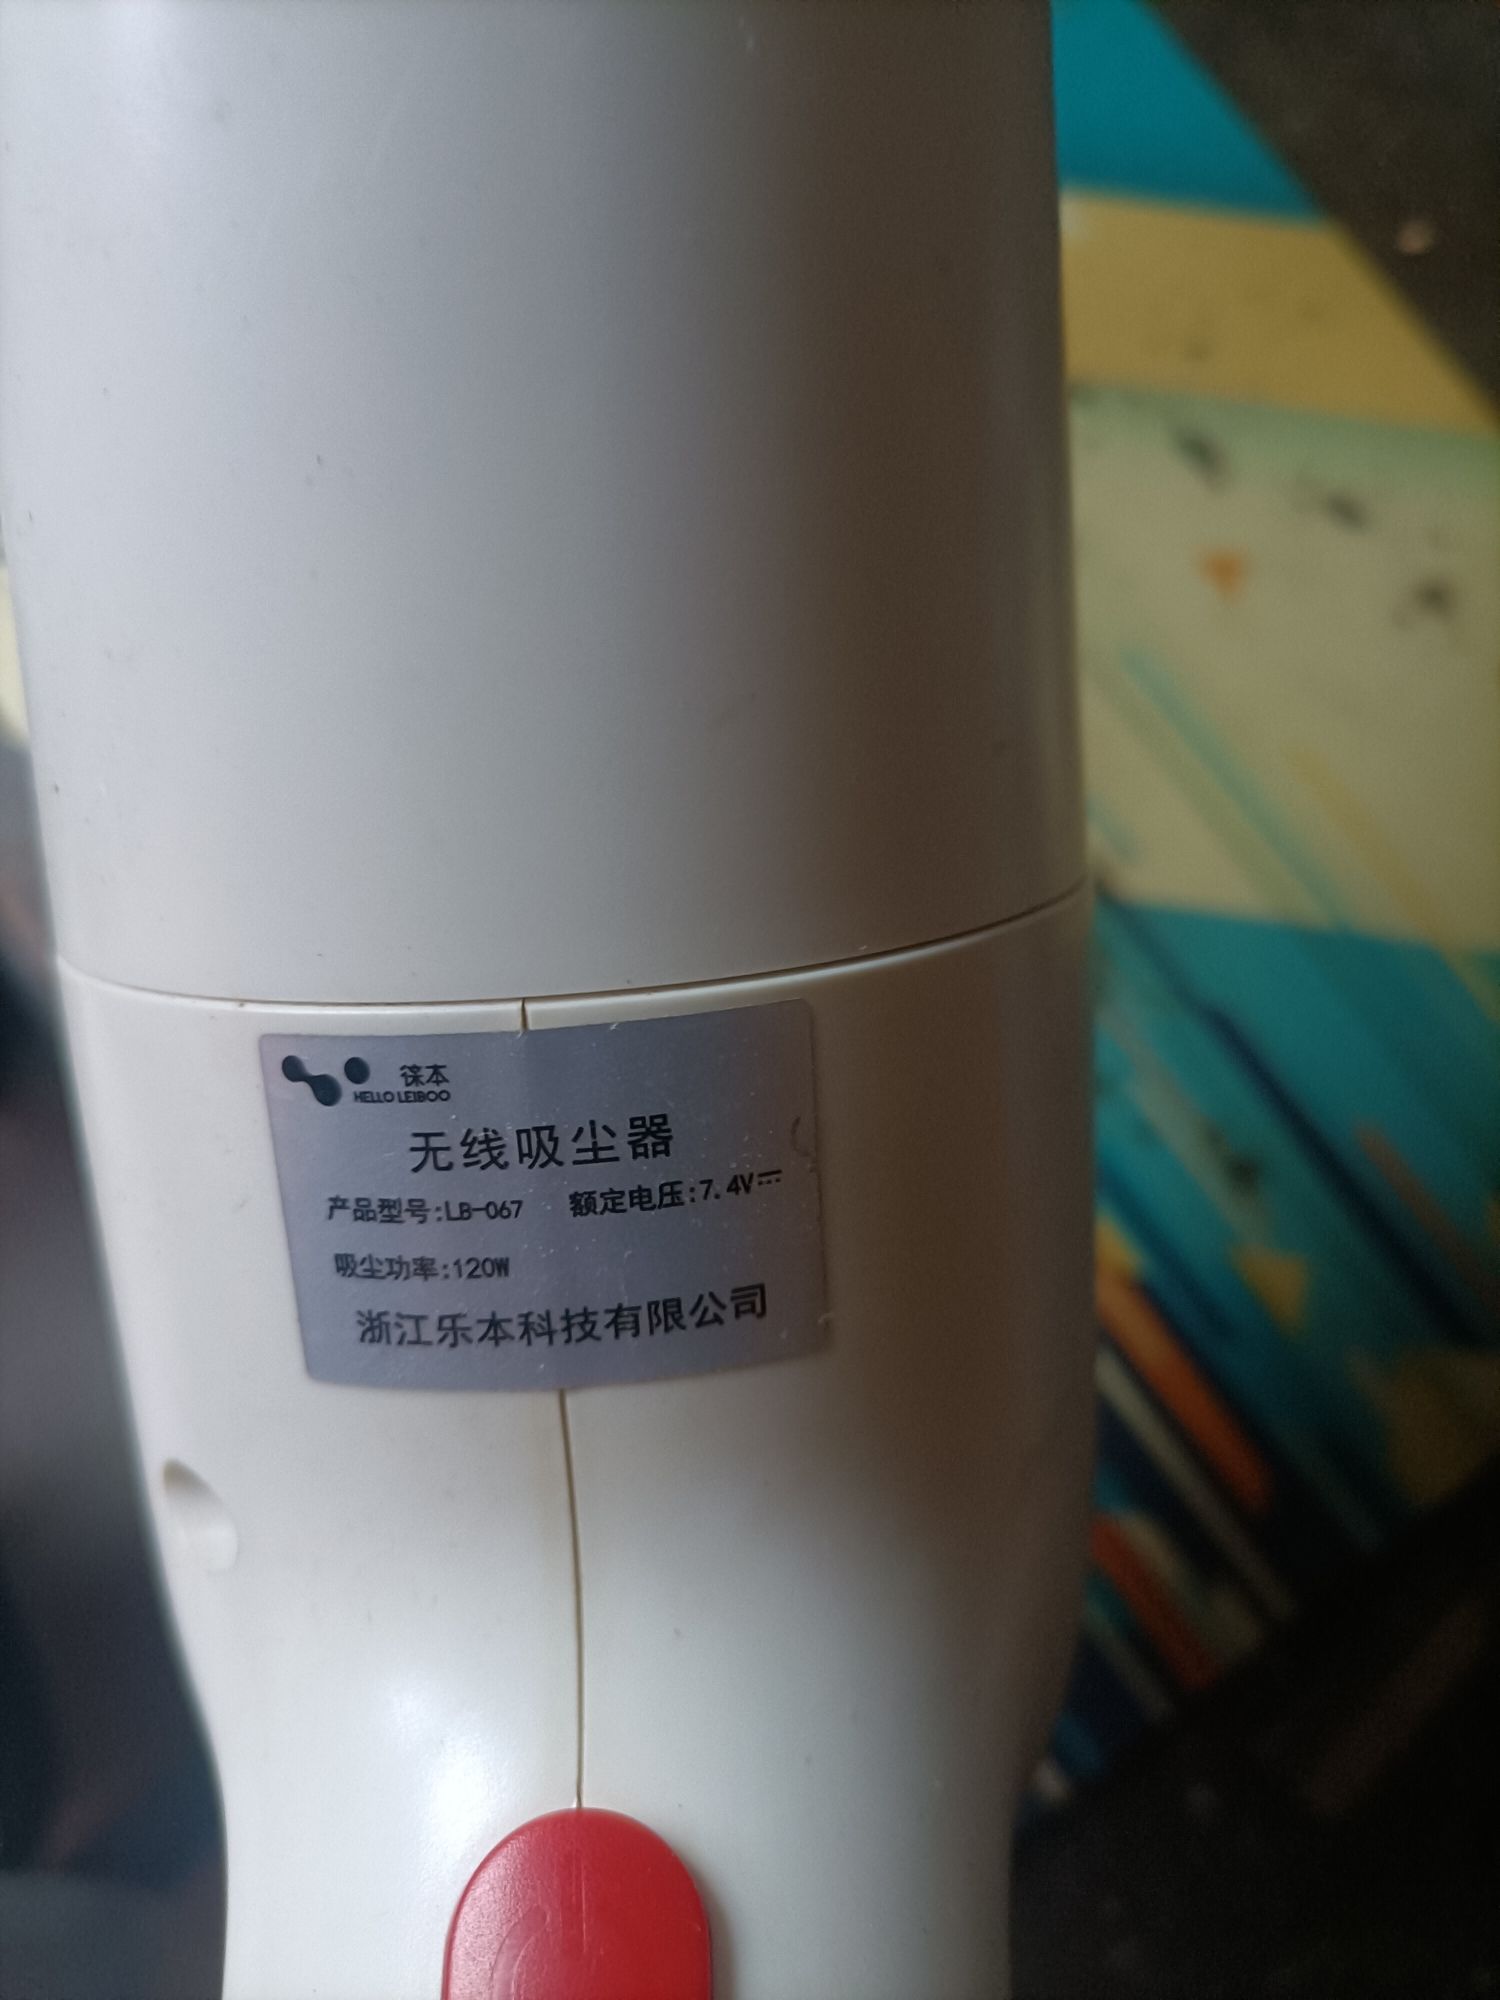 徕本
HELLO LEIBOO
无线吸尘器
产品型号:LB-067 额定电压:7.4V
吸尘功率:120W
浙江乐本科技有限公司